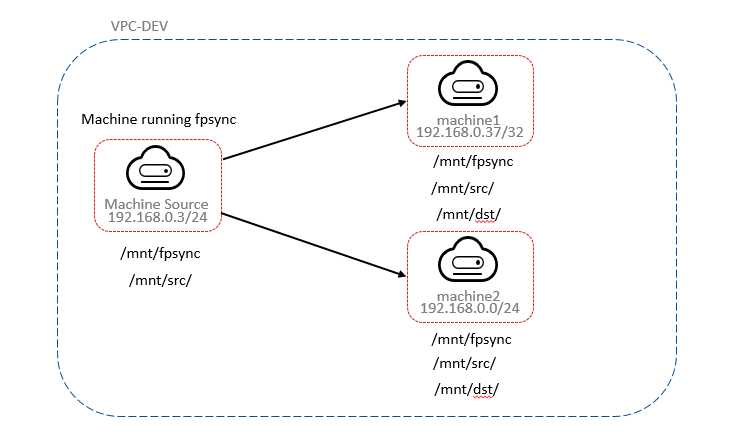 VPC-DEV
Machine running fpsync
Machine Source
192.168.0.3/24
/mnt/fpsync
/mnt/src/
machine1
192.168.0.37/32
/mnt/fpsync
/mnt/src/
/mnt/dst/
machine2
192.168.0.0/24
/mnt/fpsync
/mnt/src/
/mnt/dst/